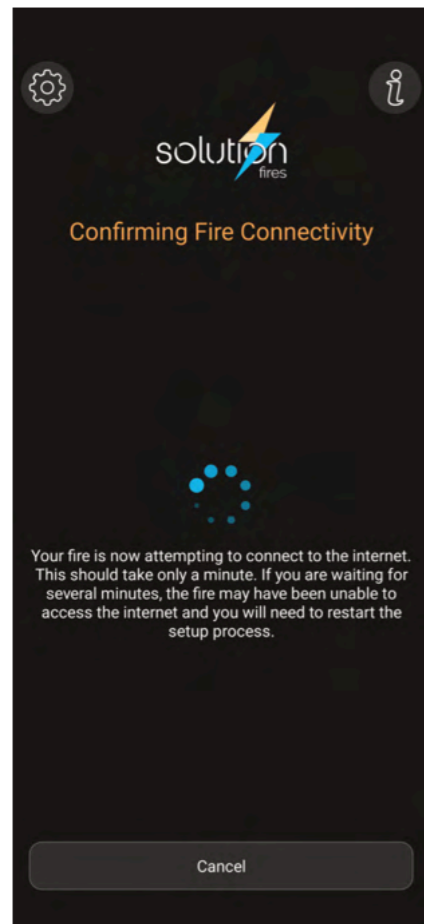 solution
fires
Confirming Fire Connectivity
Your fire is now attempting to connect to the internet.
This should take only a minute. If you are waiting for
several minutes, the fire may have been unable to
access the internet and you will need to restart the
setup process.
Cancel